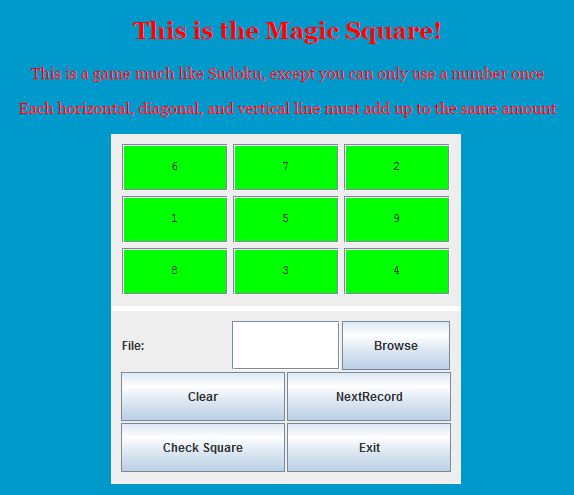 This is the Magic Square!
This is a game much like Sudoku, except you can only use a number once
Each horizontal, diagonal, and vertical line must add up to the same amount
6 7 2
1 5 9
8 3 4
File: Browse
Clear NextRecord
Check Square Exit